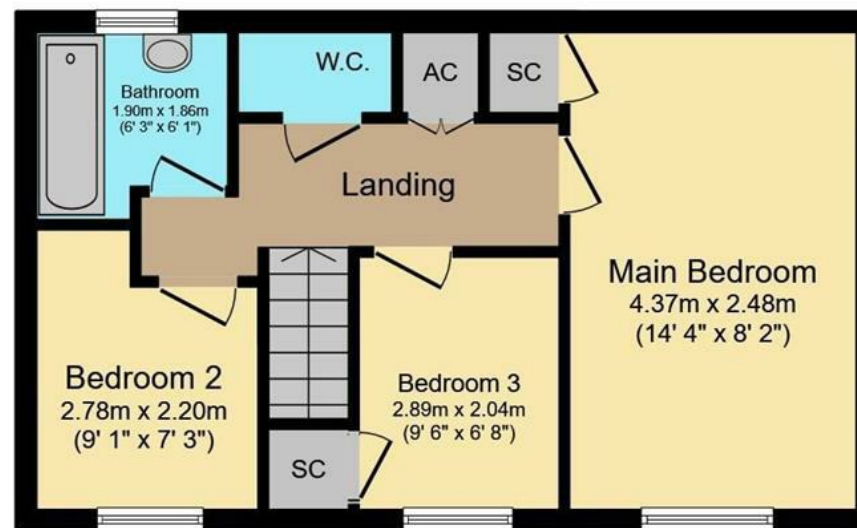 Bathroom
1.90m x 1.86m
(6' 3" x 6' 1")
W.C.
AC
SC
Landing
Main Bedroom
4.37m x 2.48m
(14' 4" x 8' 2")
Bedroom 2
2.78m x 2.20m
(9' 1" x 7' 3")
Bedroom 3
2.89m x 2.04m
(9' 6" x 6' 8")
SC